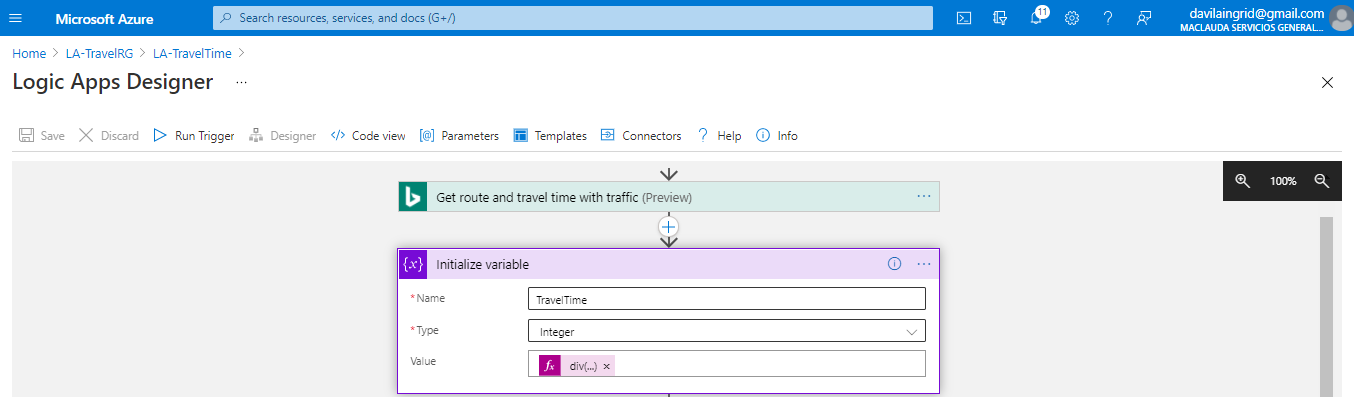 Microsoft Azure
Search resources, services, and docs (G+/)
11
davilaingrid@gmail.com
MACLAUDA SERVICIOS GENERAL...
Home > LA-TravelRG > LA-TravelTime >
Logic Apps Designer ...
Save Discard Run Trigger Designer Code view Parameters Templates Connectors Help Info
Get route and travel time with traffic (Preview)
100%
{x} Initialize variable
* Name TravelTime
* Type Integer
Value fx div(...) ×